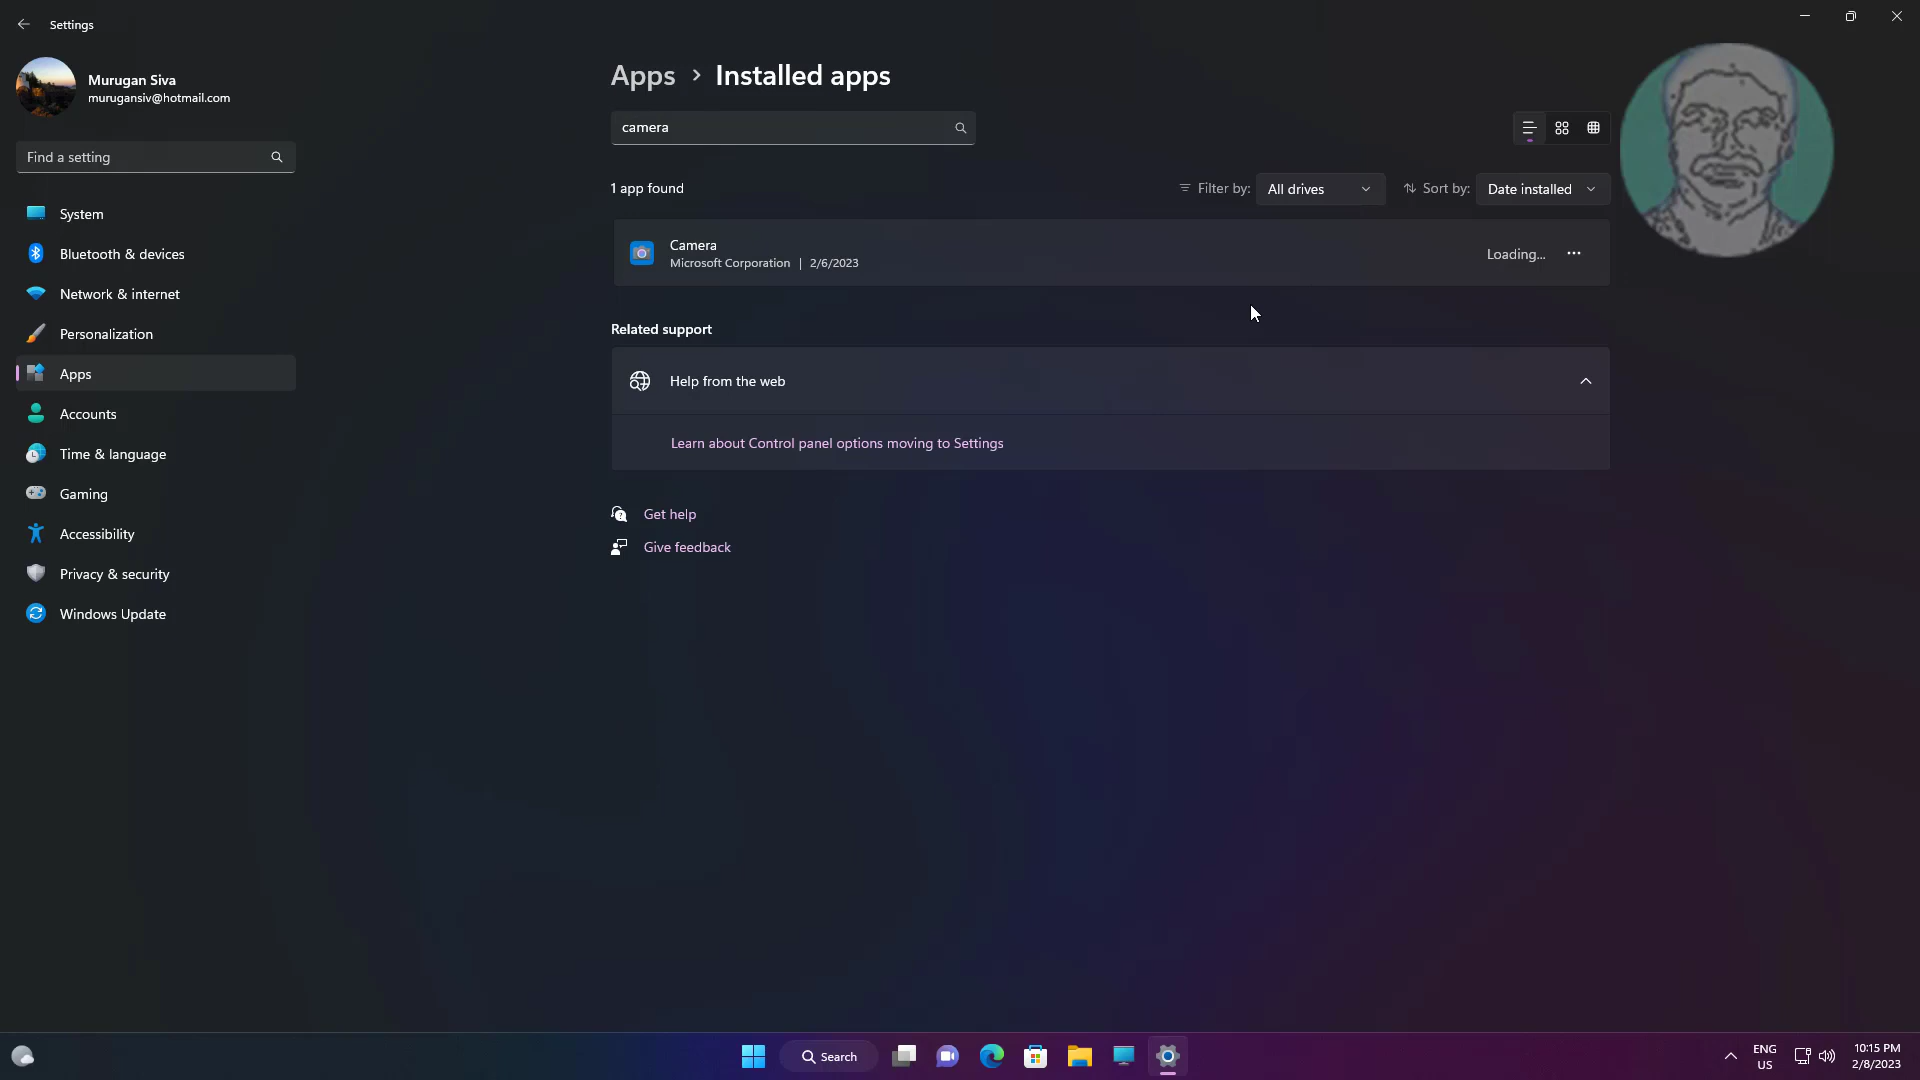 Settings
Murugan Siva
murugansiv@hotmail.com
Find a setting
System
Bluetooth & devices
Network & internet
Personalization
Apps
Accounts
Time & language
Gaming
Accessibility
Privacy & security
Windows Update
Apps > Installed apps
camera
1 app found
Filter by: All drives
Sort by: Date installed
Camera
Microsoft Corporation | 2/6/2023
Loading...
Related support
Help from the web
Learn about Control panel options moving to Settings
Get help
Give feedback
Search
ENG
US
10:15 PM
2/8/2023